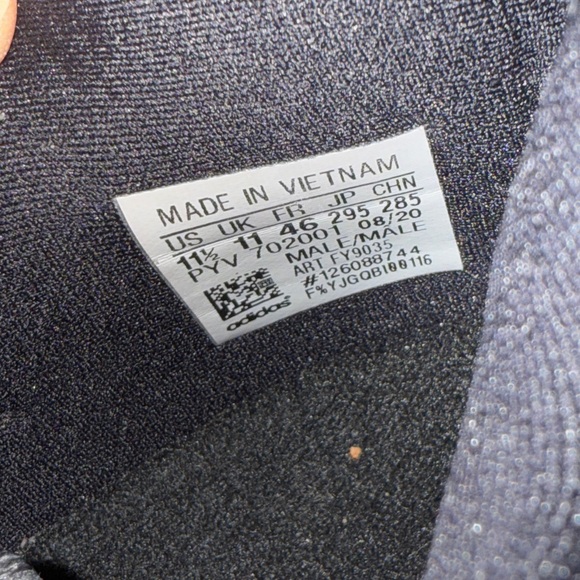 MADE IN VIETNAM
US UK FR JP CHN
11½ 11 46 295 285
PYV 702001 08/20
MALE/MALE
ART FY9035
#126088744
F%YJGQBI00116
adidas